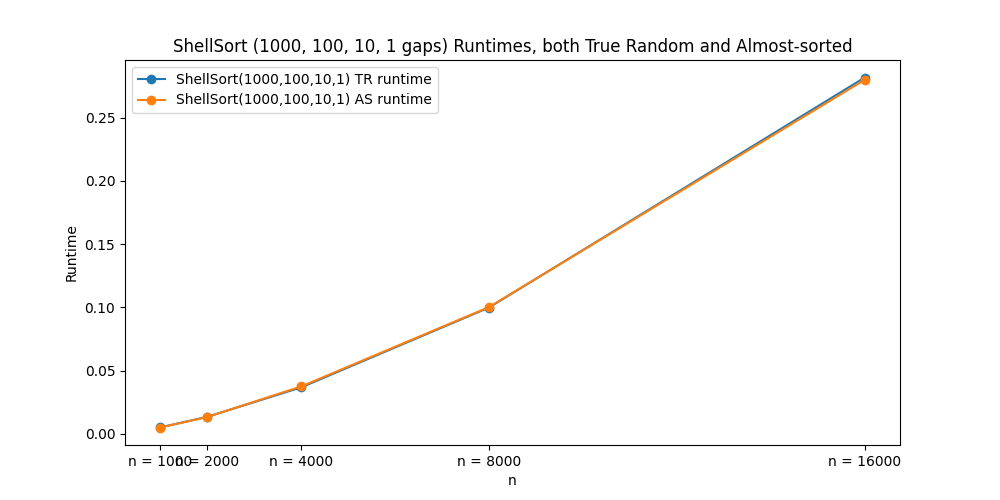 ShellSort (1000, 100, 10, 1 gaps) Runtimes, both True Random and Almost-sorted
ShellSort(1000,100,10,1) TR runtime
ShellSort(1000,100,10,1) AS runtime
Runtime
0.25
0.20
0.15
0.10
0.05
0.00
n = 1000 n = 2000 n = 4000 n = 8000 n = 16000
n